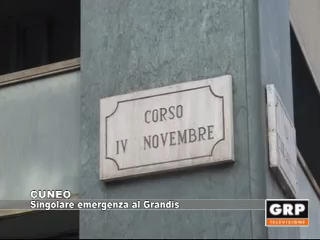 CORSO
IV NOVEMBRE
CUNEO
Singolare emergenza al Grandis
GRP
TELEVISIONE